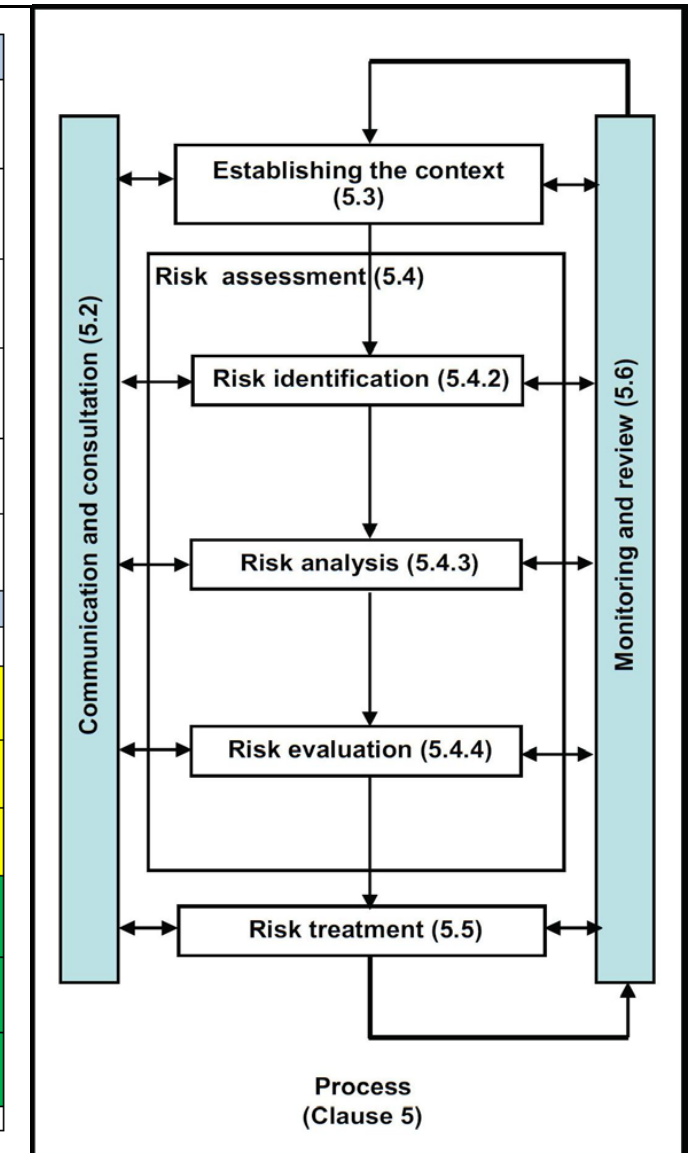 Establishing the context
(5.3)
Risk assessment (5.4)
Communication and consultation (5.2)
Risk identification (5.4.2)
Monitoring and review (5.6)
Risk analysis (5.4.3)
Risk evaluation (5.4.4)
Risk treatment (5.5)
Process
(Clause 5)